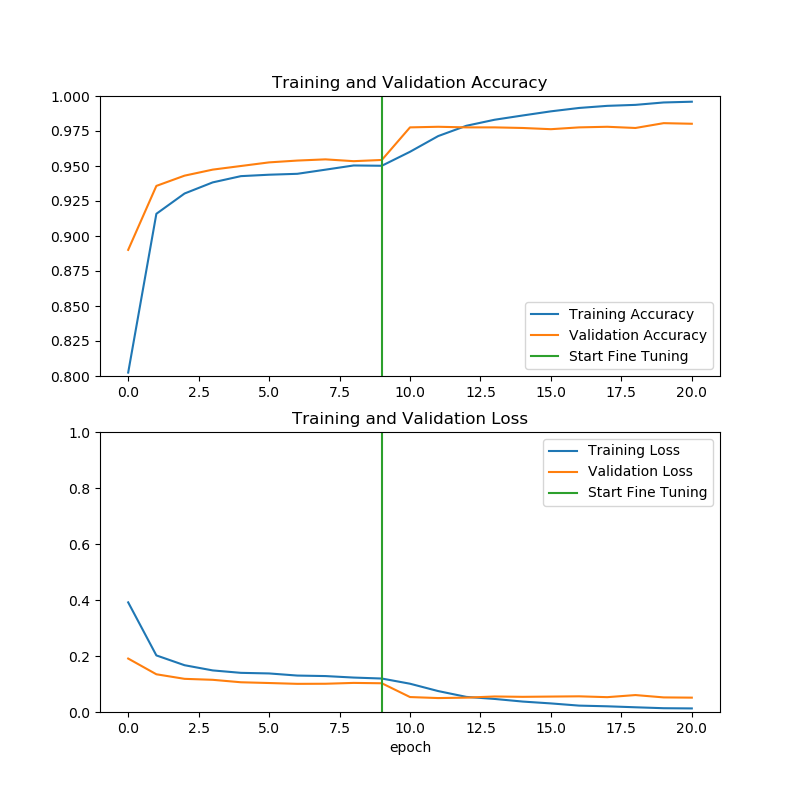 Training and Validation Accuracy
1.000
0.975
0.950
0.925
0.900
0.875
0.850
0.825
0.800
Training Accuracy
Validation Accuracy
Start Fine Tuning
0.0 2.5 5.0 7.5 10.0 12.5 15.0 17.5 20.0
Training and Validation Loss
1.0
0.8
0.6
0.4
0.2
0.0
Training Loss
Validation Loss
Start Fine Tuning
0.0 2.5 5.0 7.5 10.0 12.5 15.0 17.5 20.0
epoch